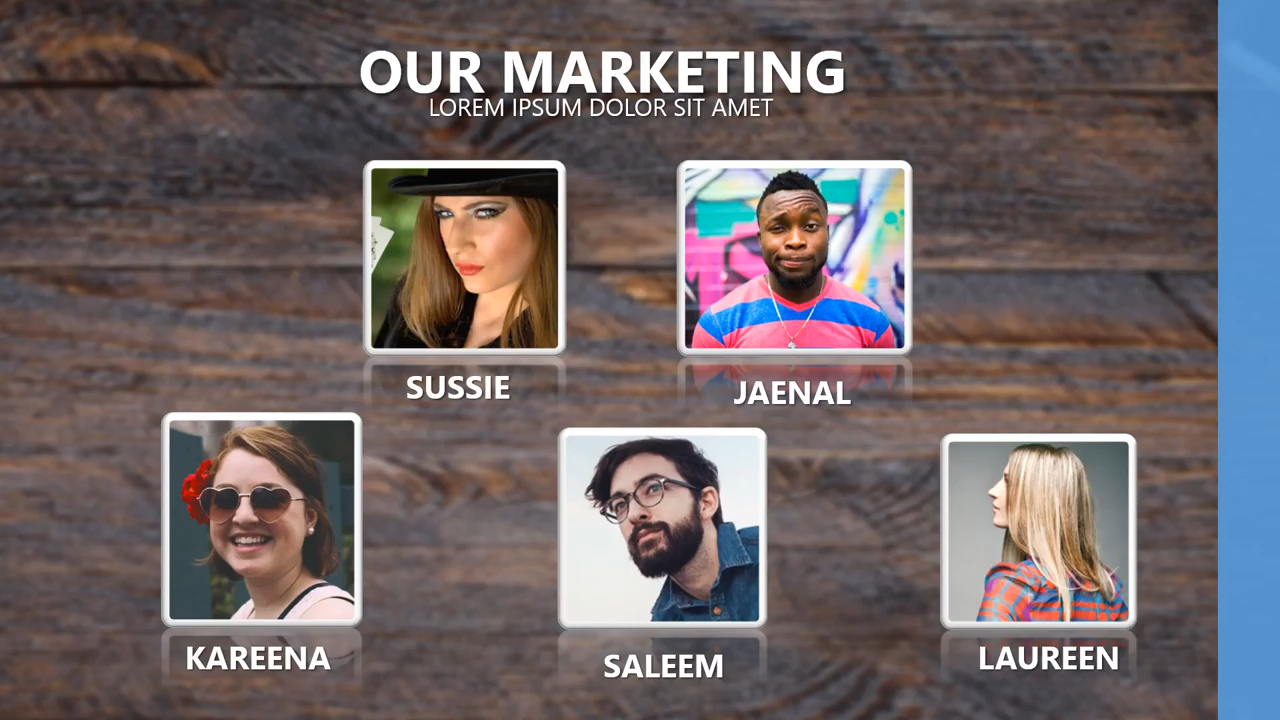 OUR MARKETING
LOREM IPSUM DOLOR SIT AMET
SUSSIE
JAENAL
KAREENA
SALEEM
LAUREEN